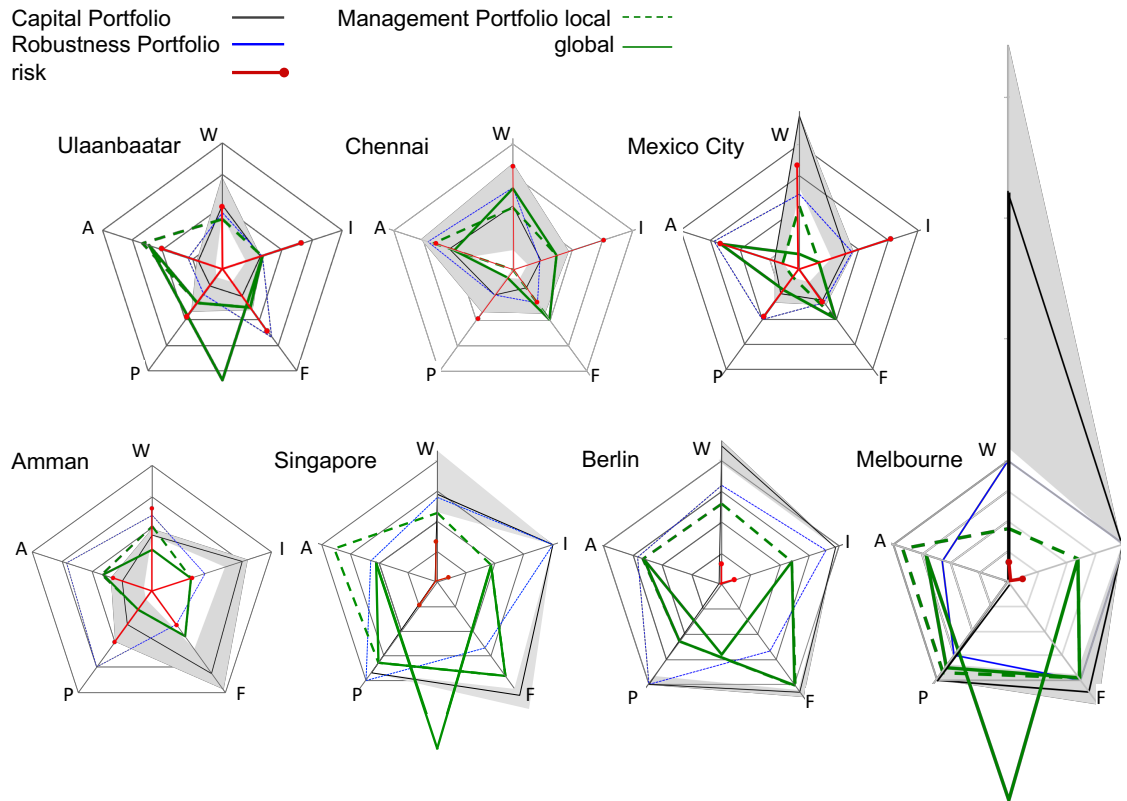 Capital Portfolio
Management Portfolio local
Robustness Portfolio
global
risk
Ulaanbaatar
W
A
I
P
F
Chennai
W
A
I
P
F
Mexico City
W
A
I
P
F
Amman
W
A
I
P
F
Singapore
W
A
I
P
F
Berlin
W
A
I
P
F
Melbourne
W
A
P
F